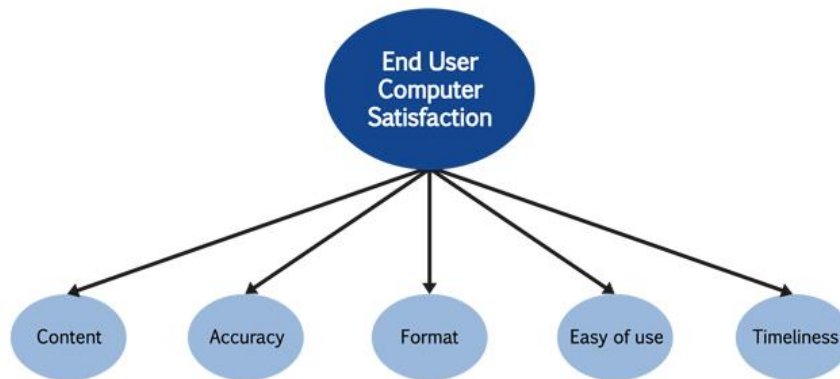 End User
Computer
Satisfaction
Content
Accuracy
Format
Easy of use
Timeliness